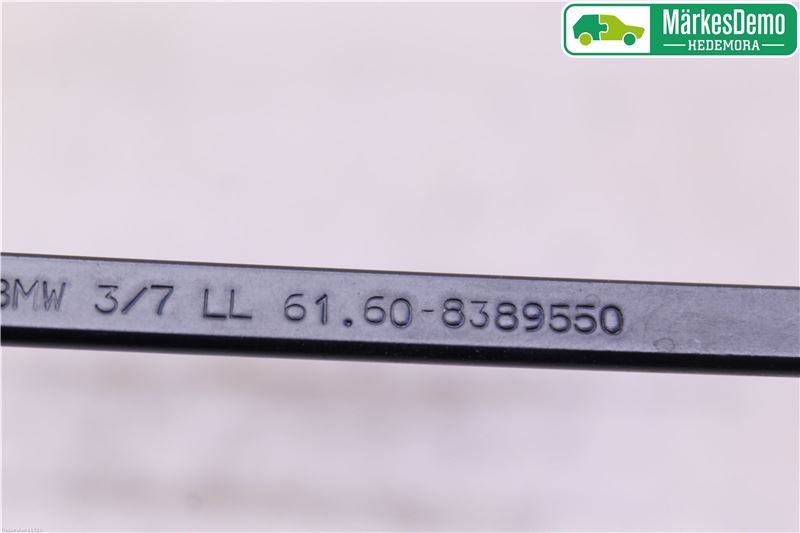 MärkesDemo
HEDEMORA
BMW 3/7 LL 61.60-8389550